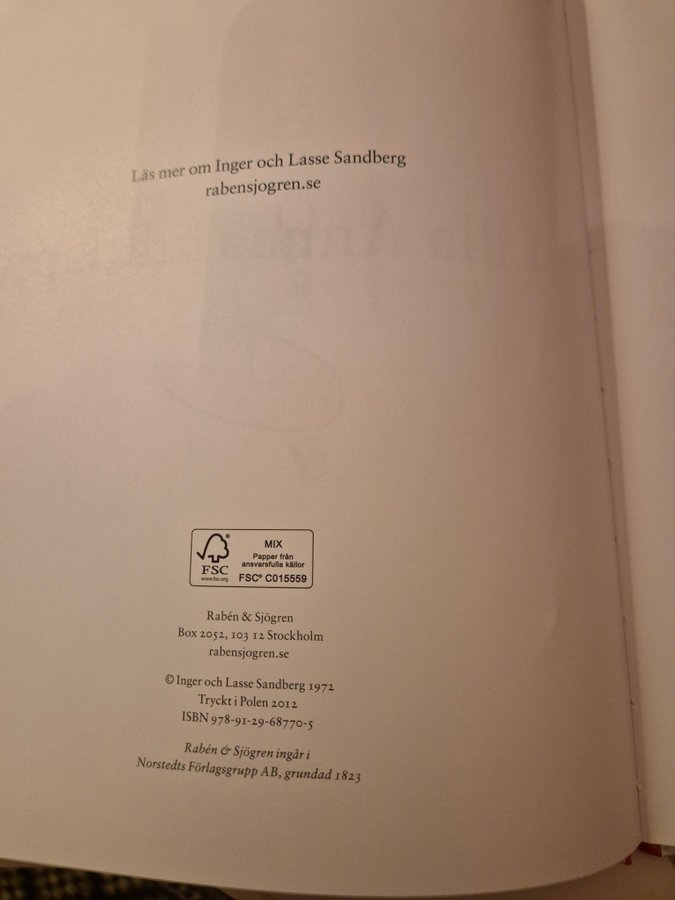 Läs mer om Inger och Lasse Sandberg
rabensjogren.se
FSC®
www.fsc.org
MIX
Papper från
ansvarsfulla källor
FSC® C015559
Rabén & Sjögren
Box 2052, 103 12 Stockholm
rabensjogren.se
© Inger och Lasse Sandberg 1972
Tryckt i Polen 2012
ISBN 978-91-29-68770-5
Rabén & Sjögren ingår i
Norstedts Förlagsgrupp AB, grundad 1823